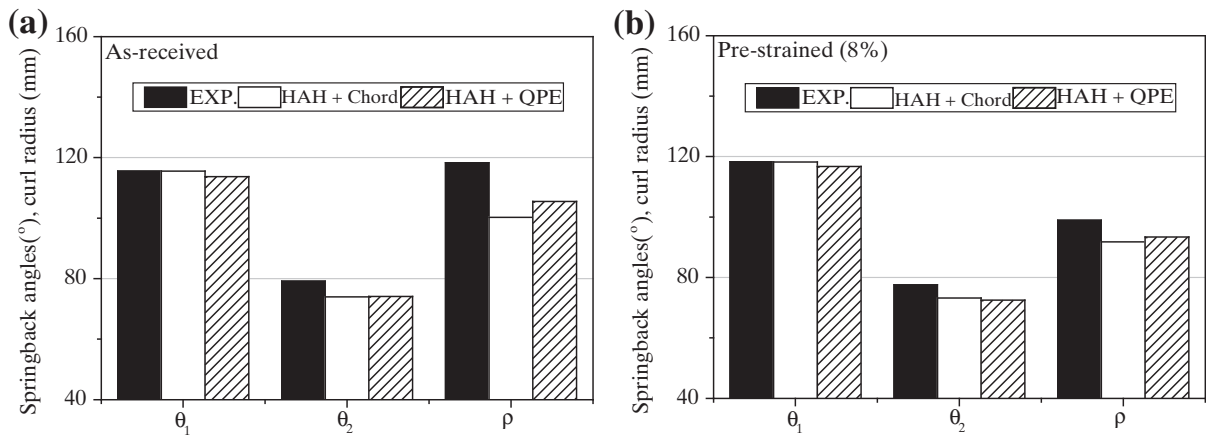 (a)
160
As-received
EXP. HAH + Chord HAH + QPE
120
80
40
Springback angles(°), curl radius (mm)
θ₁ θ₂ ρ
(b)
160
Pre-strained (8%)
EXP. HAH + Chord HAH + QPE
120
80
40
Springback angles(°), curl radius (mm)
θ₁ θ₂ ρ